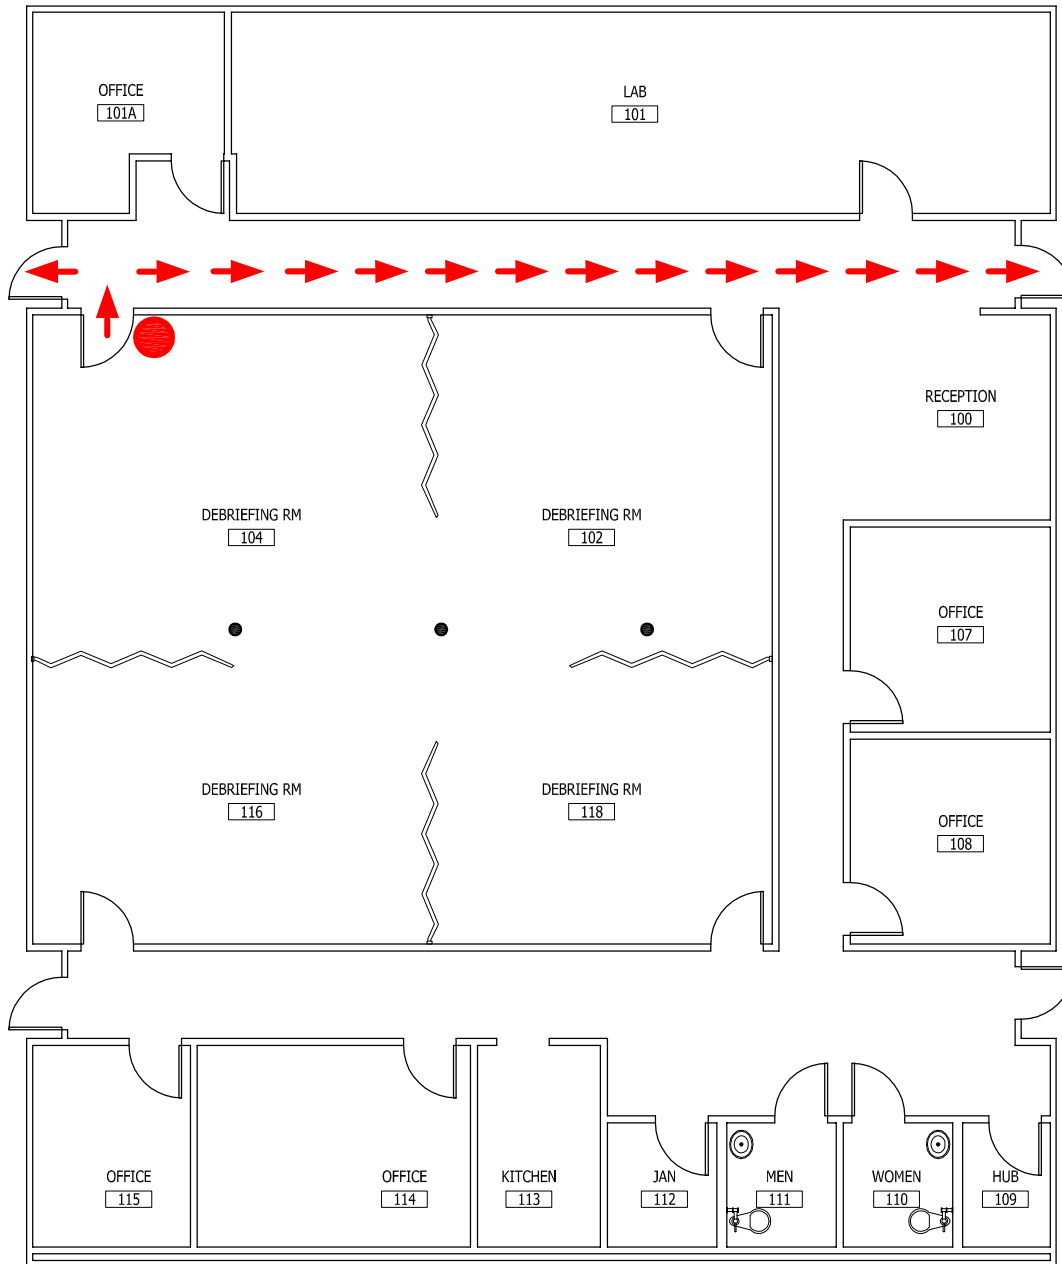 OFFICE
101A
LAB
101
RECEPTION
100
DEBRIEFING RM
104
DEBRIEFING RM
102
OFFICE
107
DEBRIEFING RM
116
DEBRIEFING RM
118
OFFICE
108
OFFICE
115
OFFICE
114
KITCHEN
113
JAN
112
MEN
111
WOMEN
110
HUB
109